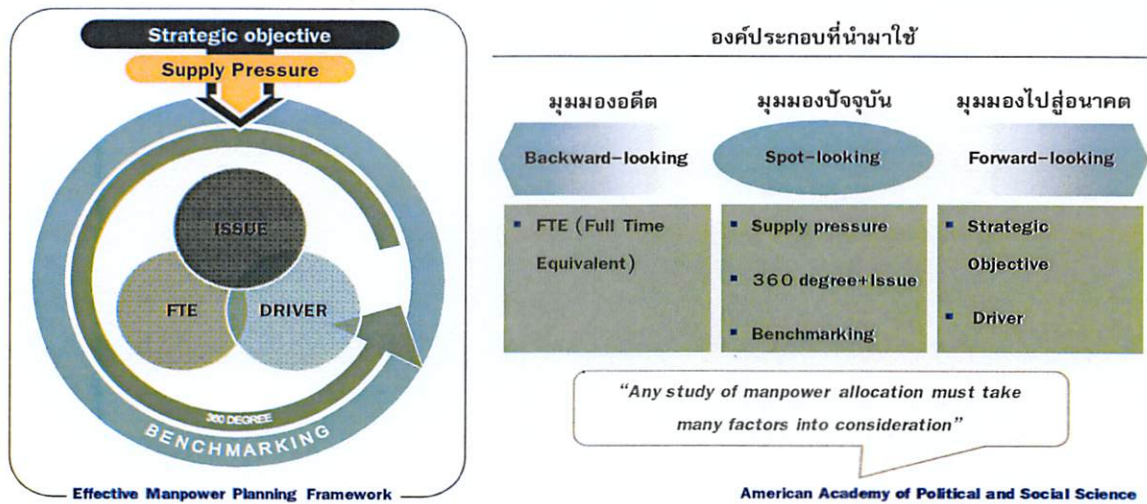 Strategic objective
Supply Pressure
ISSUE
FTE
DRIVER
360 DEGREE
BENCHMARKING
Effective Manpower Planning Framework
องค์ประกอบที่นำมาใช้
มุมมองอดีต
มุมมองปัจจุบัน
มุมมองไปสู่อนาคต
Backward-looking
Spot-looking
Forward-looking
▪ FTE (Full Time
Equivalent)
▪ Supply pressure
▪ 360 degree+Issue
▪ Benchmarking
▪ Strategic
Objective
▪ Driver
“Any study of manpower allocation must take
many factors into consideration”
American Academy of Political and Social Science